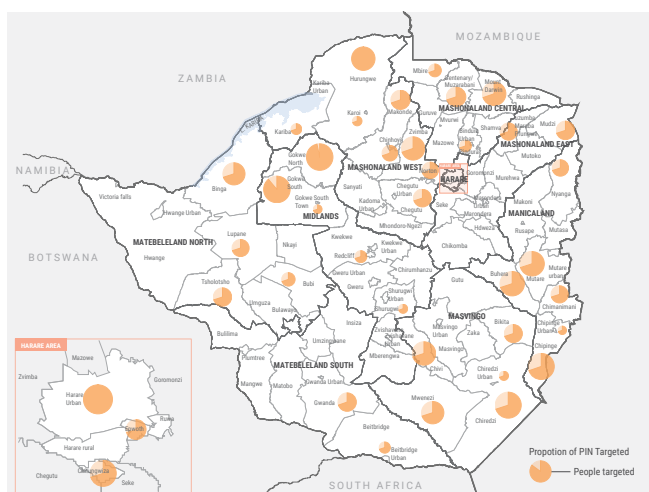 MOZAMBIQUE
ZAMBIA
Mbire
Centenary/
Muzarabani
Mount
Darwin
Hurungwe
Kariba
Urban
Rushinga
Karoi
Makonde
Guruve
MASHONALAND CENTRAL
Mvurwi
Bindura
Urban
Shamva
Mudzi
Kariba
Chinhoyi
Zvimba
Mazowe
MASHONALAND EAST
Mutoko
Gokwe
North
MASHONALAND WEST
Goromonzi
Murehwa
HARARE
NAMIBIA
Binga
Gokwe
South
Sanyati
Chegutu
Urban
Nyanga
Victoria falls
Gokwe South
Town
Kadoma
Urban
Chegutu
Seke
Marondera
Makoni
MANICALAND
Hwange Urban
MIDLANDS
Mhondoro-Ngezi
Hwedza
Rusape
Mutasa
Lupane
Kwekwe
MATEBELELAND NORTH
Nkayi
Kwekwe
Urban
Chikomba
BOTSWANA
Hwange
Redcliff
Buhera
Mutare
Mutare
urban
Tsholotsho
Bubi
Gweru Urban
Chirumhanzu
Gutu
Gweru
Shurugwi
Urban
Chimanimani
Umguza
Bulawayo
Shurugwi
MASVINGO
Insiza
Bikita
Chipinge
Urban
Bulilima
Umzingwane
Zvishavane
Urban
Masvingo
Urban
Zaka
HARARE AREA
Mazowe
Plumtree
Mberengwa
Masvingo
Chipinge
MATEBELELAND SOUTH
Chivi
Chiredzi
Urban
Zvimba
Goromonzi
Mangwe
Matobo
Gwanda Urban
Harare
Urban
Gwanda
Mwenezi
Chiredzi
Ruwa
Epworth
Beitbridge
Harare rural
Beitbridge
Urban
Propotion of PIN Targeted
Chitungwiza
People targeted
Chegutu
Seke
SOUTH AFRICA